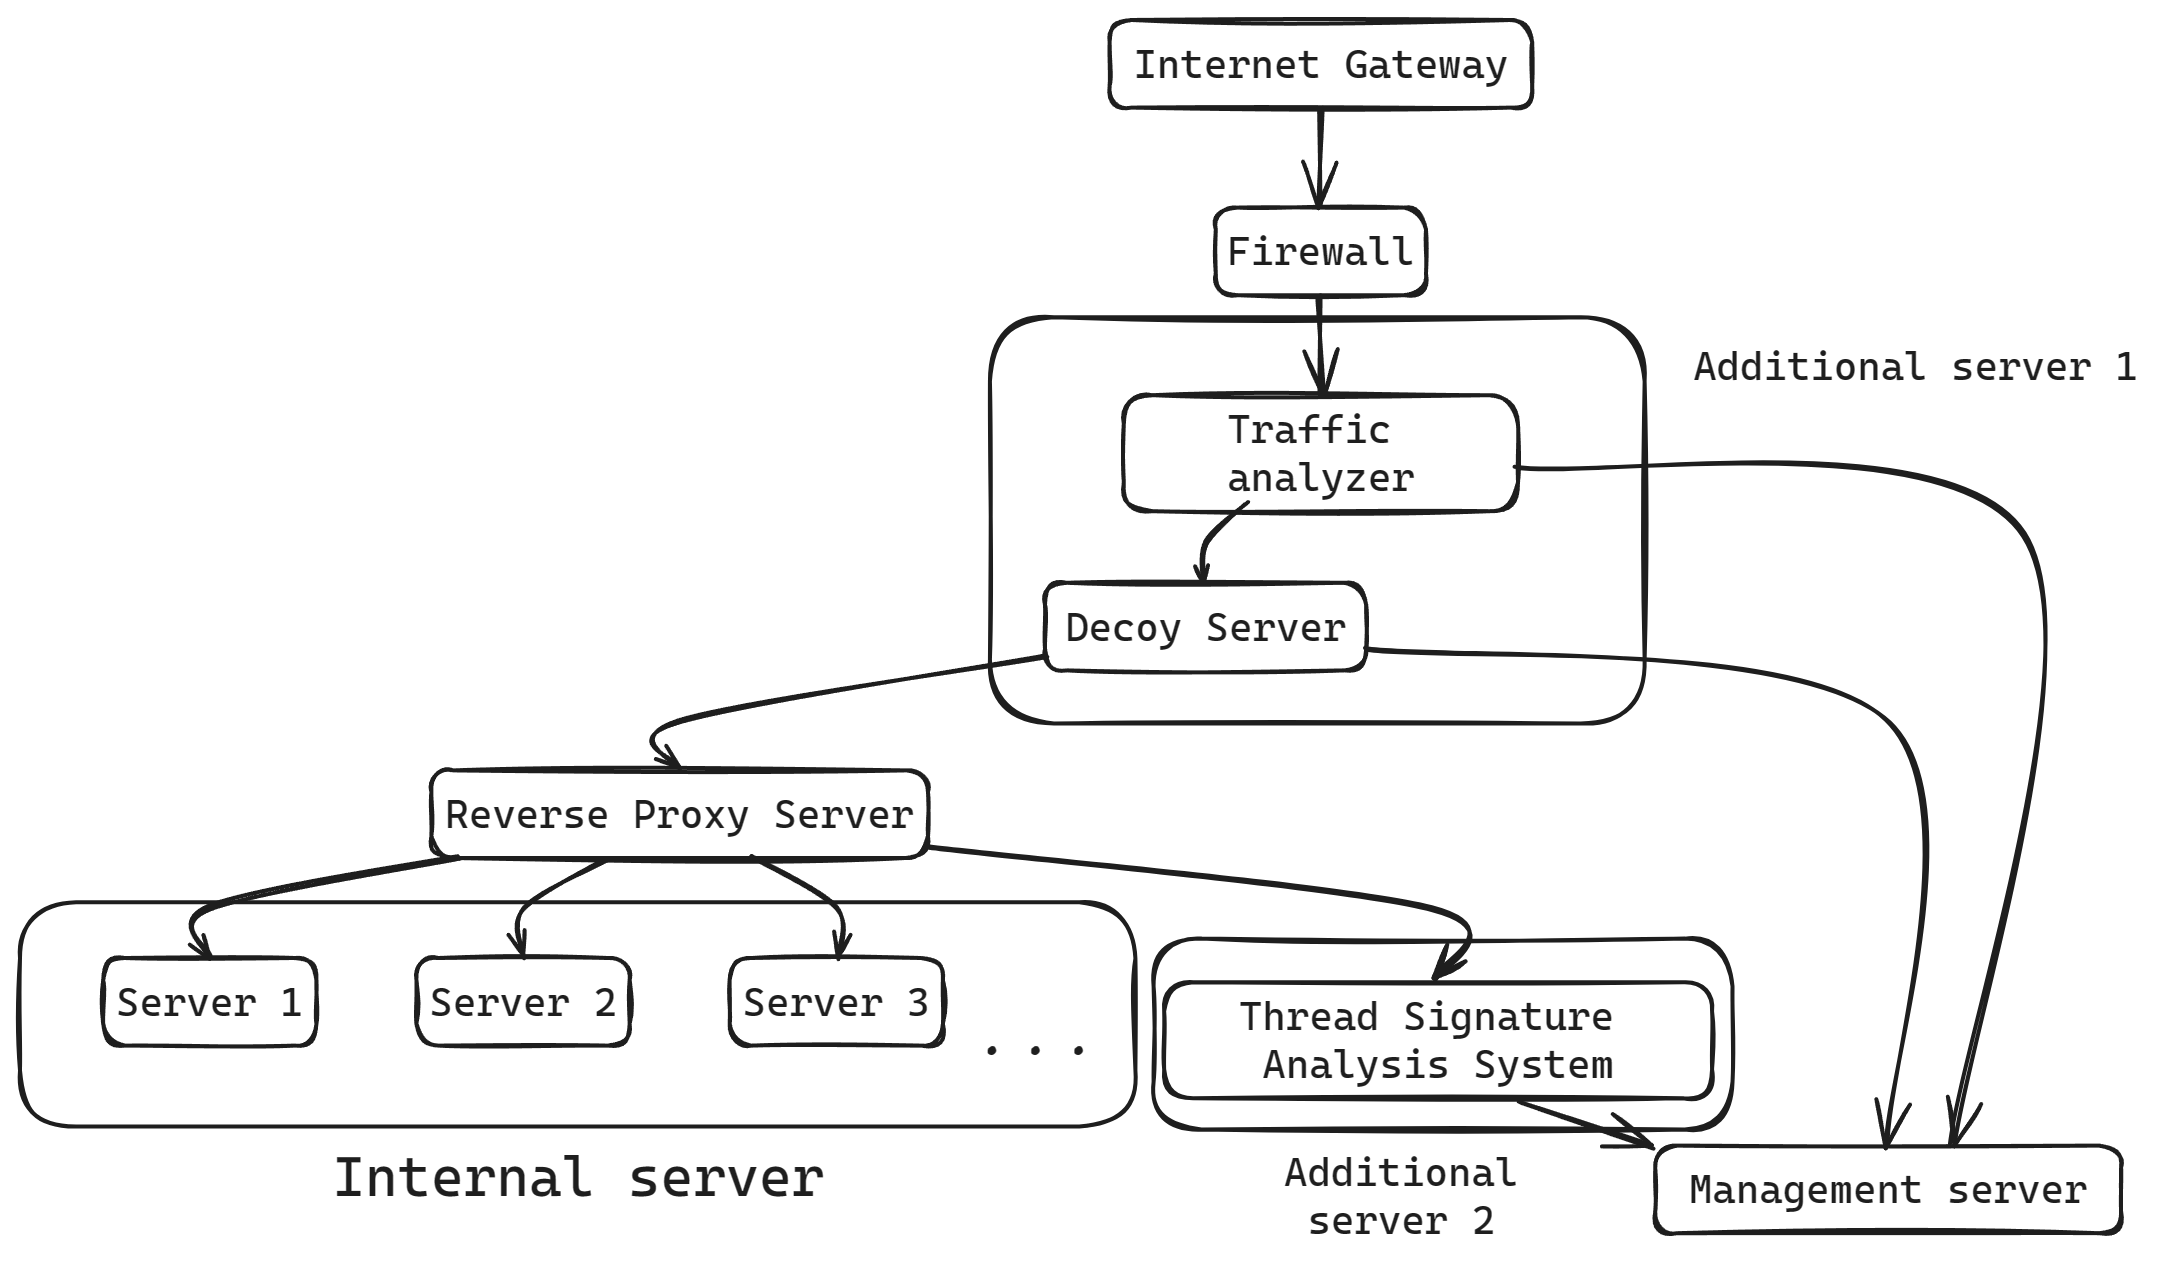 Internet Gateway
Firewall
Additional server 1
Traffic
analyzer
Decoy Server
Reverse Proxy Server
Server 1
Server 2
Server 3
. . .
Thread Signature
Analysis System
Internal server
Additional
server 2
Management server